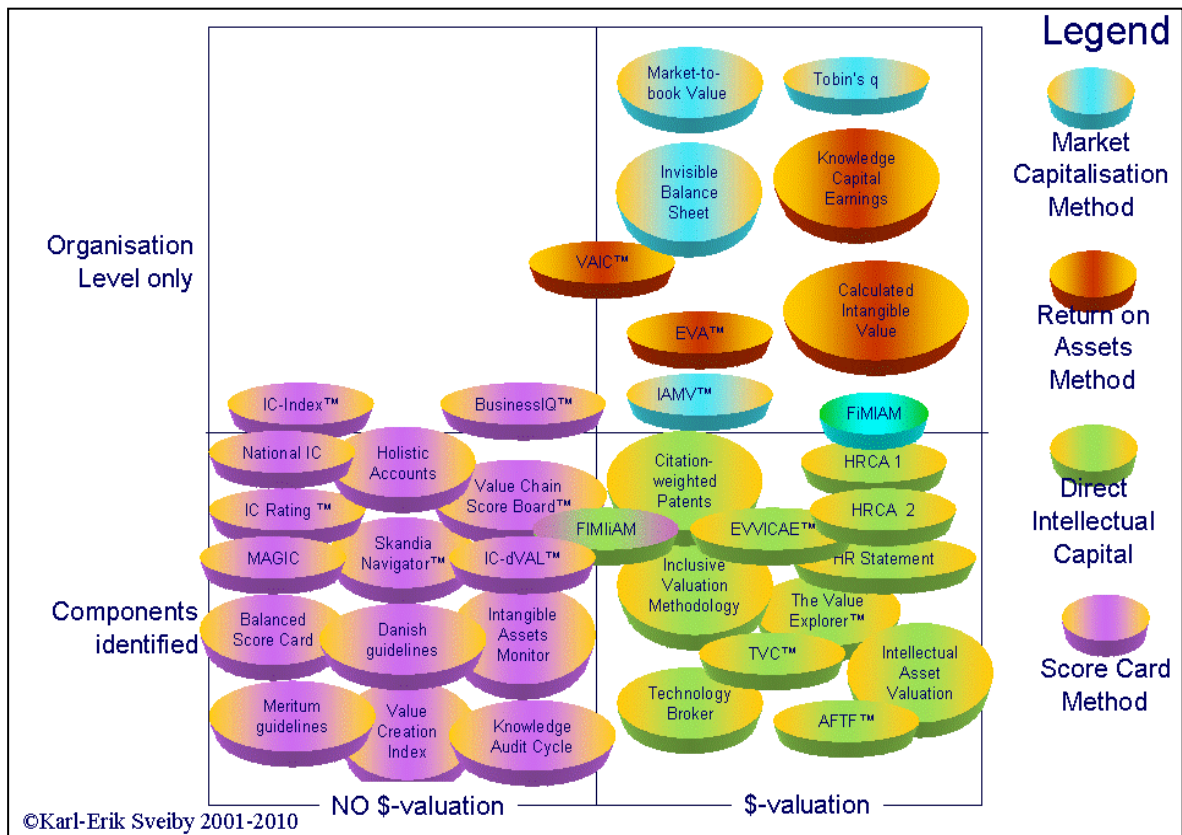 Legend
Market-to-
book Value
Tobin's q
Market
Capitalisation
Method
Invisible
Balance
Sheet
Knowledge
Capital
Earnings
Organisation
Level only
VAIC™
Calculated
Intangible
Value
EVA™
Return on
Assets
Method
IC-Index™
BusinessIQ™
IAMV™
FiMIAM
National IC
Holistic
Accounts
Value Chain
Score Board™
Citation-
weighted
Patents
HRCA 1
IC Rating ™
HRCA 2
Direct
Intellectual
Capital
FIMIiAM
EVVICAE™
MAGIC
Skandia
Navigator™
IC-dVAL™
Inclusive
Valuation
Methodology
HR Statement
Components
identified
Balanced
Score Card
Danish
guidelines
Intangible
Assets
Monitor
The Value
Explorer™
TVC™
Intellectual
Asset
Valuation
Score Card
Method
Meritum
guidelines
Value
Creation
Index
Knowledge
Audit Cycle
Technology
Broker
AFTF™
NO $-valuation
$-valuation
©Karl-Erik Sveiby 2001-2010